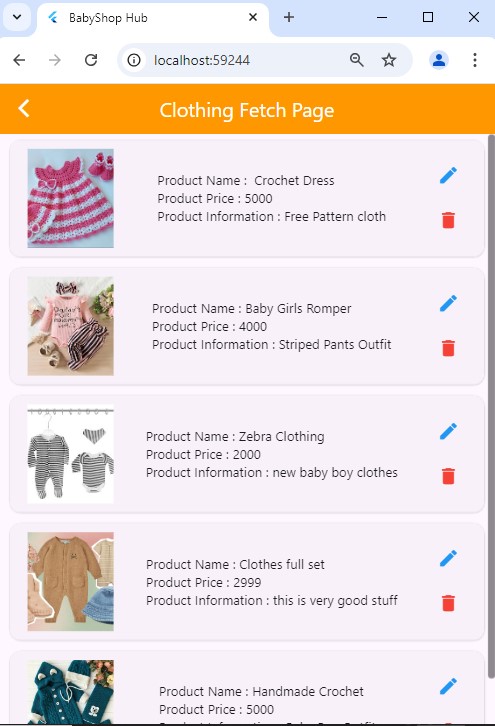 BabyShop Hub
localhost:59244
Clothing Fetch Page
Product Name :  Crochet Dress
Product Price : 5000
Product Information : Free Pattern cloth
Product Name : Baby Girls Romper
Product Price : 4000
Product Information : Striped Pants Outfit
Product Name : Zebra Clothing
Product Price : 2000
Product Information : new baby boy clothes
Product Name : Clothes full set
Product Price : 2999
Product Information : this is very good stuff
Product Name : Handmade Crochet
Product Price : 5000